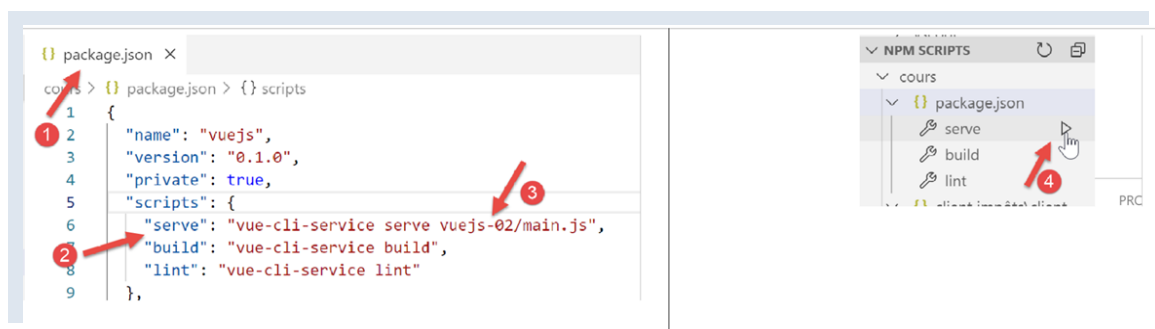 {} package.json ×
cours > {} package.json > {} scripts
1 {
2 "name": "vuejs",
3 "version": "0.1.0",
4 "private": true,
5 "scripts": {
6 "serve": "vue-cli-service serve vuejs-02/main.js",
"build": "vue-cli-service build",
8 "lint": "vue-cli-service lint"
9 },
1
2
3
NPM SCRIPTS
cours
{} package.json
serve
build
lint
4
PRO